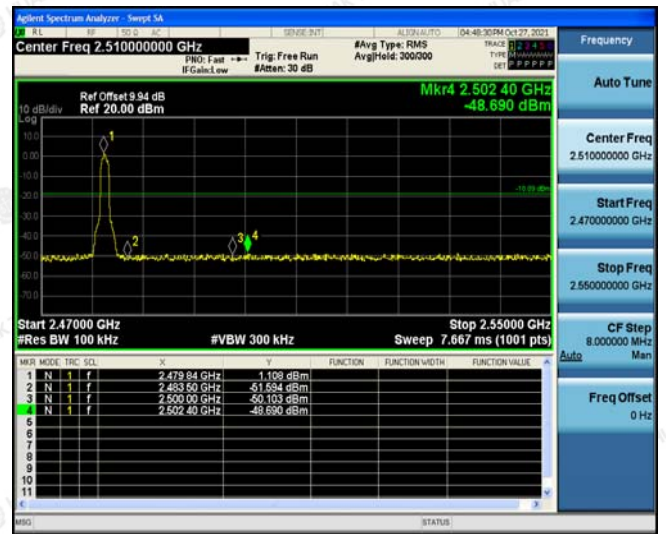 Agilent Spectrum Analyzer - Swept SA
RL RF 50 Ω AC SENSE:INT ALIGNAUTO 04:48:30 PM Oct 27, 2021
Center Freq 2.510000000 GHz
PNO: Fast Trig: Free Run
IFGain:Low #Atten: 30 dB
#Avg Type: RMS
Avg|Hold: 300/300
TRACE 1 2 3 4 5 6
TYPE
DET P P P P P P
Ref Offset 9.94 dB
10 dB/div Ref 20.00 dBm
Log
Mkr4 2.502 40 GHz
-48.690 dBm
10.0
0.00
-10.0
-20.0
-30.0
-40.0
-50.0
-60.0
-70.0
1
2
3
4
Start 2.47000 GHz Stop 2.55000 GHz
#Res BW 100 kHz #VBW 300 kHz Sweep 7.667 ms (1001 pts)
MKR MODE TRC SCL X Y FUNCTION FUNCTION WIDTH FUNCTION VALUE
1 N 1 f 2.479 84 GHz 1.108 dBm
2 N 1 f 2.483 50 GHz -51.594 dBm
3 N 1 f 2.500 00 GHz -50.103 dBm
4 N 1 f 2.502 40 GHz -48.690 dBm
5
6
7
8
9
10
11
MSG STATUS
Frequency
Auto Tune
Center Freq
2.510000000 GHz
Start Freq
2.470000000 GHz
Stop Freq
2.550000000 GHz
CF Step
8.000000 MHz
Auto Man
Freq Offset
0 Hz